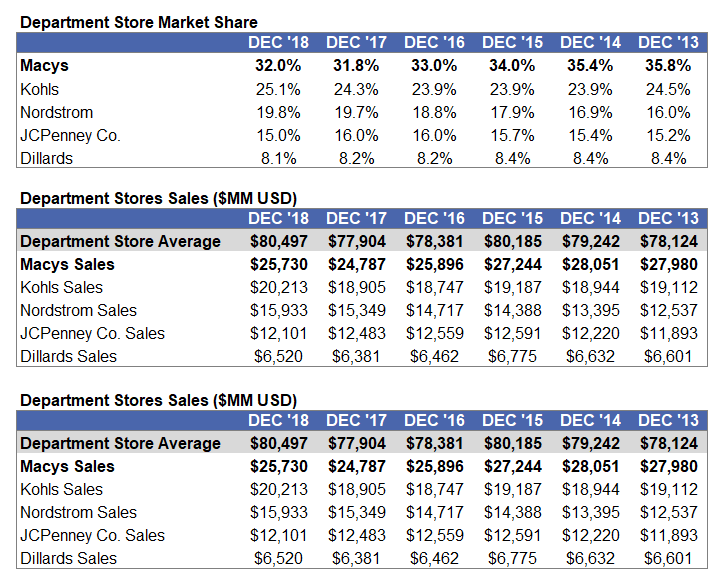 Department Store Market Share
DEC '18 DEC '17 DEC '16 DEC '15 DEC '14 DEC '13
Macys 32.0% 31.8% 33.0% 34.0% 35.4% 35.8%
Kohls 25.1% 24.3% 23.9% 23.9% 23.9% 24.5%
Nordstrom 19.8% 19.7% 18.8% 17.9% 16.9% 16.0%
JCPenney Co. 15.0% 16.0% 16.0% 15.7% 15.4% 15.2%
Dillards 8.1% 8.2% 8.2% 8.4% 8.4% 8.4%
Department Stores Sales ($MM USD)
DEC '18 DEC '17 DEC '16 DEC '15 DEC '14 DEC '13
Department Store Average $80,497 $77,904 $78,381 $80,185 $79,242 $78,124
Macys Sales $25,730 $24,787 $25,896 $27,244 $28,051 $27,980
Kohls Sales $20,213 $18,905 $18,747 $19,187 $18,944 $19,112
Nordstrom Sales $15,933 $15,349 $14,717 $14,388 $13,395 $12,537
JCPenney Co. Sales $12,101 $12,483 $12,559 $12,591 $12,220 $11,893
Dillards Sales $6,520 $6,381 $6,462 $6,775 $6,632 $6,601
Department Stores Sales ($MM USD)
DEC '18 DEC '17 DEC '16 DEC '15 DEC '14 DEC '13
Department Store Average $80,497 $77,904 $78,381 $80,185 $79,242 $78,124
Macys Sales $25,730 $24,787 $25,896 $27,244 $28,051 $27,980
Kohls Sales $20,213 $18,905 $18,747 $19,187 $18,944 $19,112
Nordstrom Sales $15,933 $15,349 $14,717 $14,388 $13,395 $12,537
JCPenney Co. Sales $12,101 $12,483 $12,559 $12,591 $12,220 $11,893
Dillards Sales $6,520 $6,381 $6,462 $6,775 $6,632 $6,601